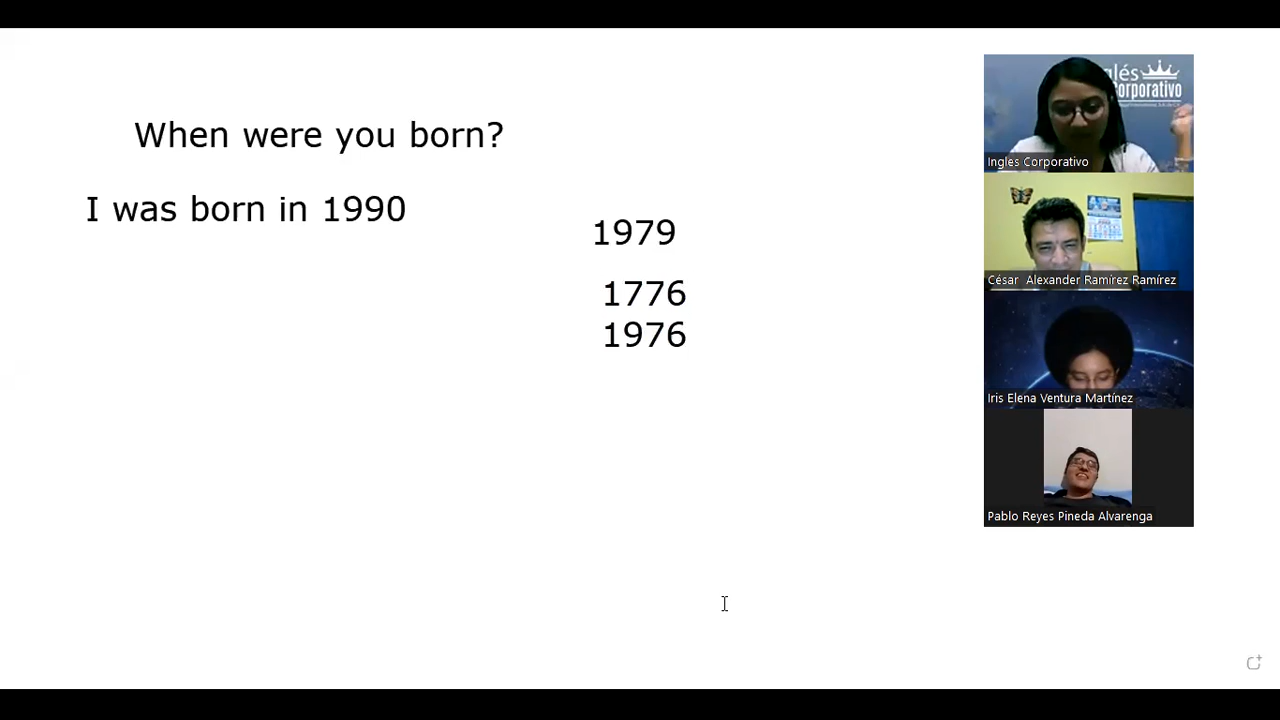 When were you born?
I was born in 1990
1979
1776
1976
glés
Corporativo
Ingles Corporativo
César Alexander Ramírez Ramírez
Iris Elena Ventura Martínez
Pablo Reyes Pineda Alvarenga